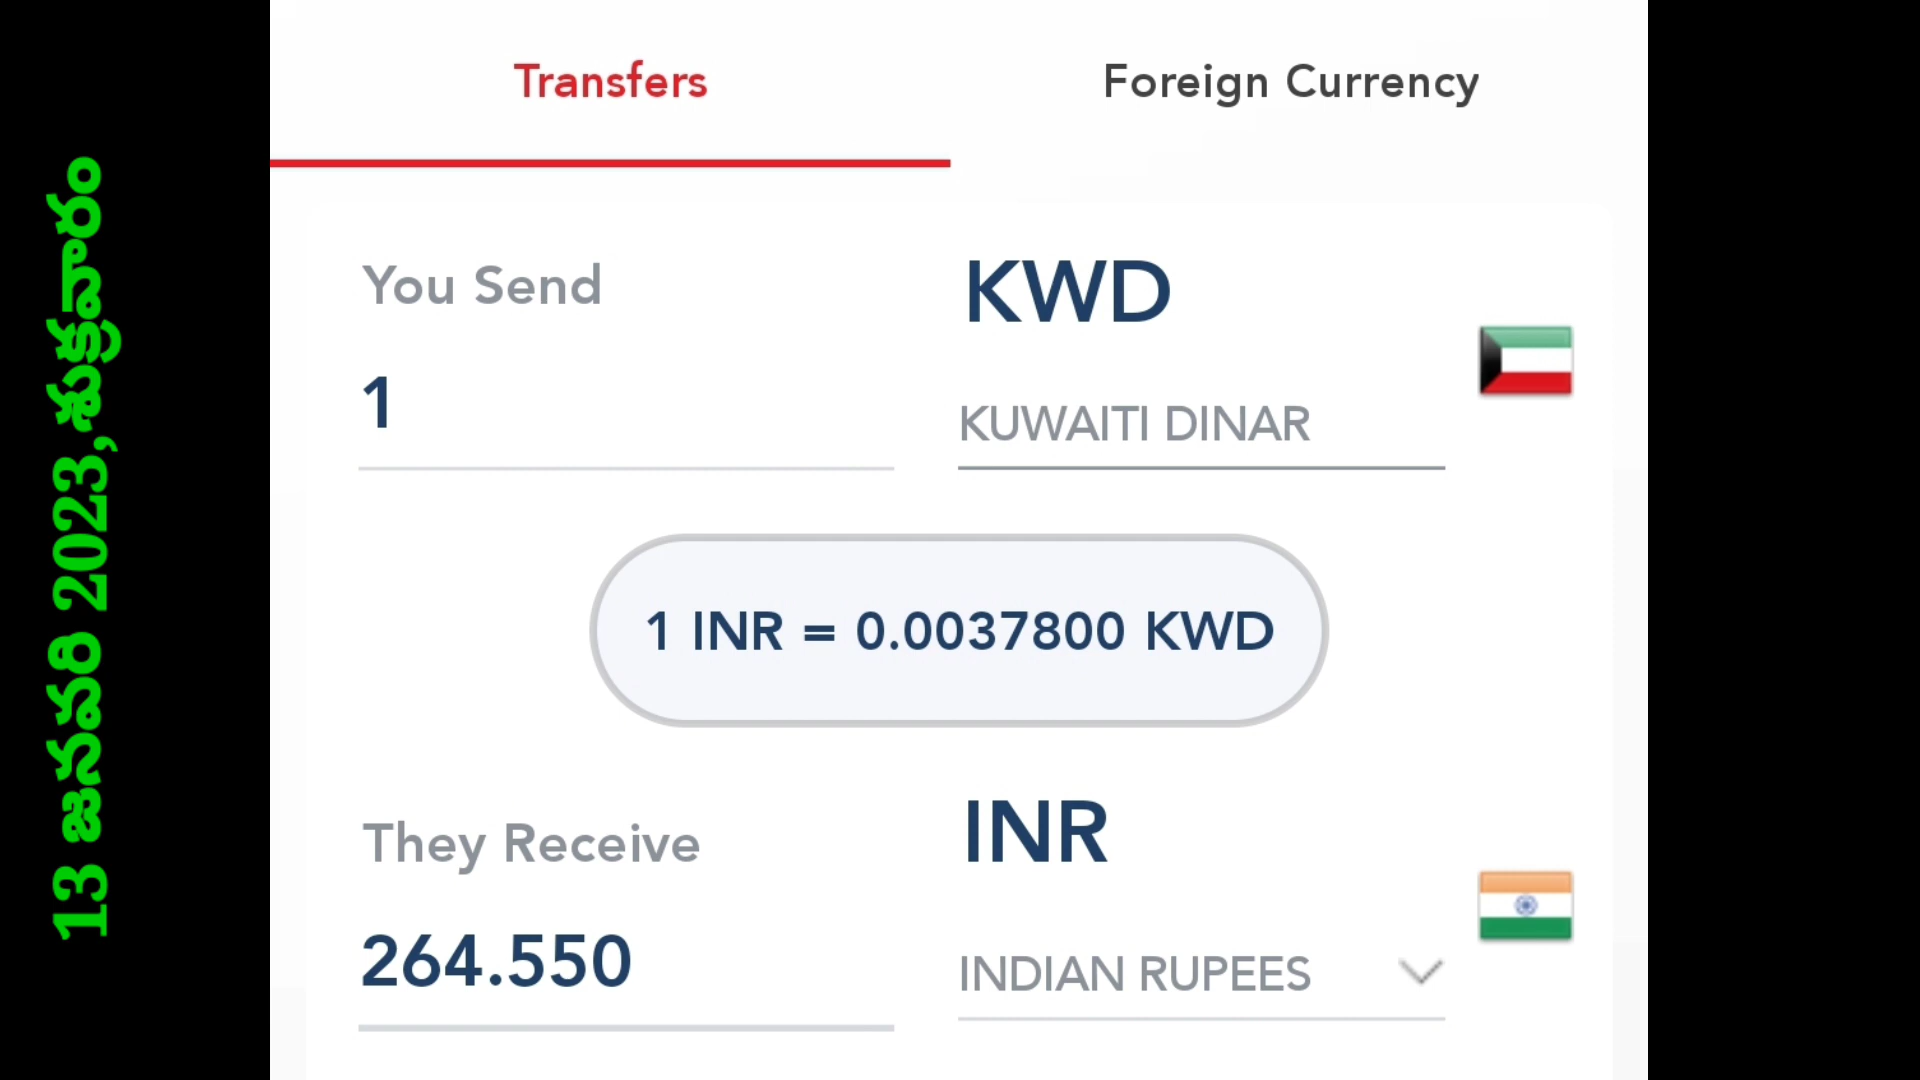 13 జనవరి 2023,శుక్రవారం
Transfers
Foreign Currency
You Send
KWD
1
KUWAITI DINAR
1 INR = 0.0037800 KWD
They Receive
INR
264.550
INDIAN RUPEES